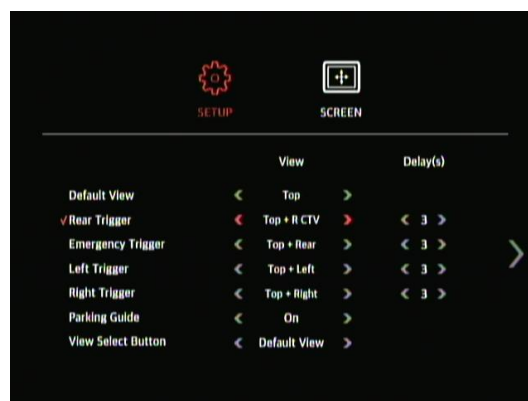 SETUP SCREEN
View Delay(s)
Default View Top
Rear Trigger Top + R CTV 3
Emergency Trigger Top + Rear 3
Left Trigger Top + Left 3
Right Trigger Top + Right 3
Parking Guide On
View Select Button Default View